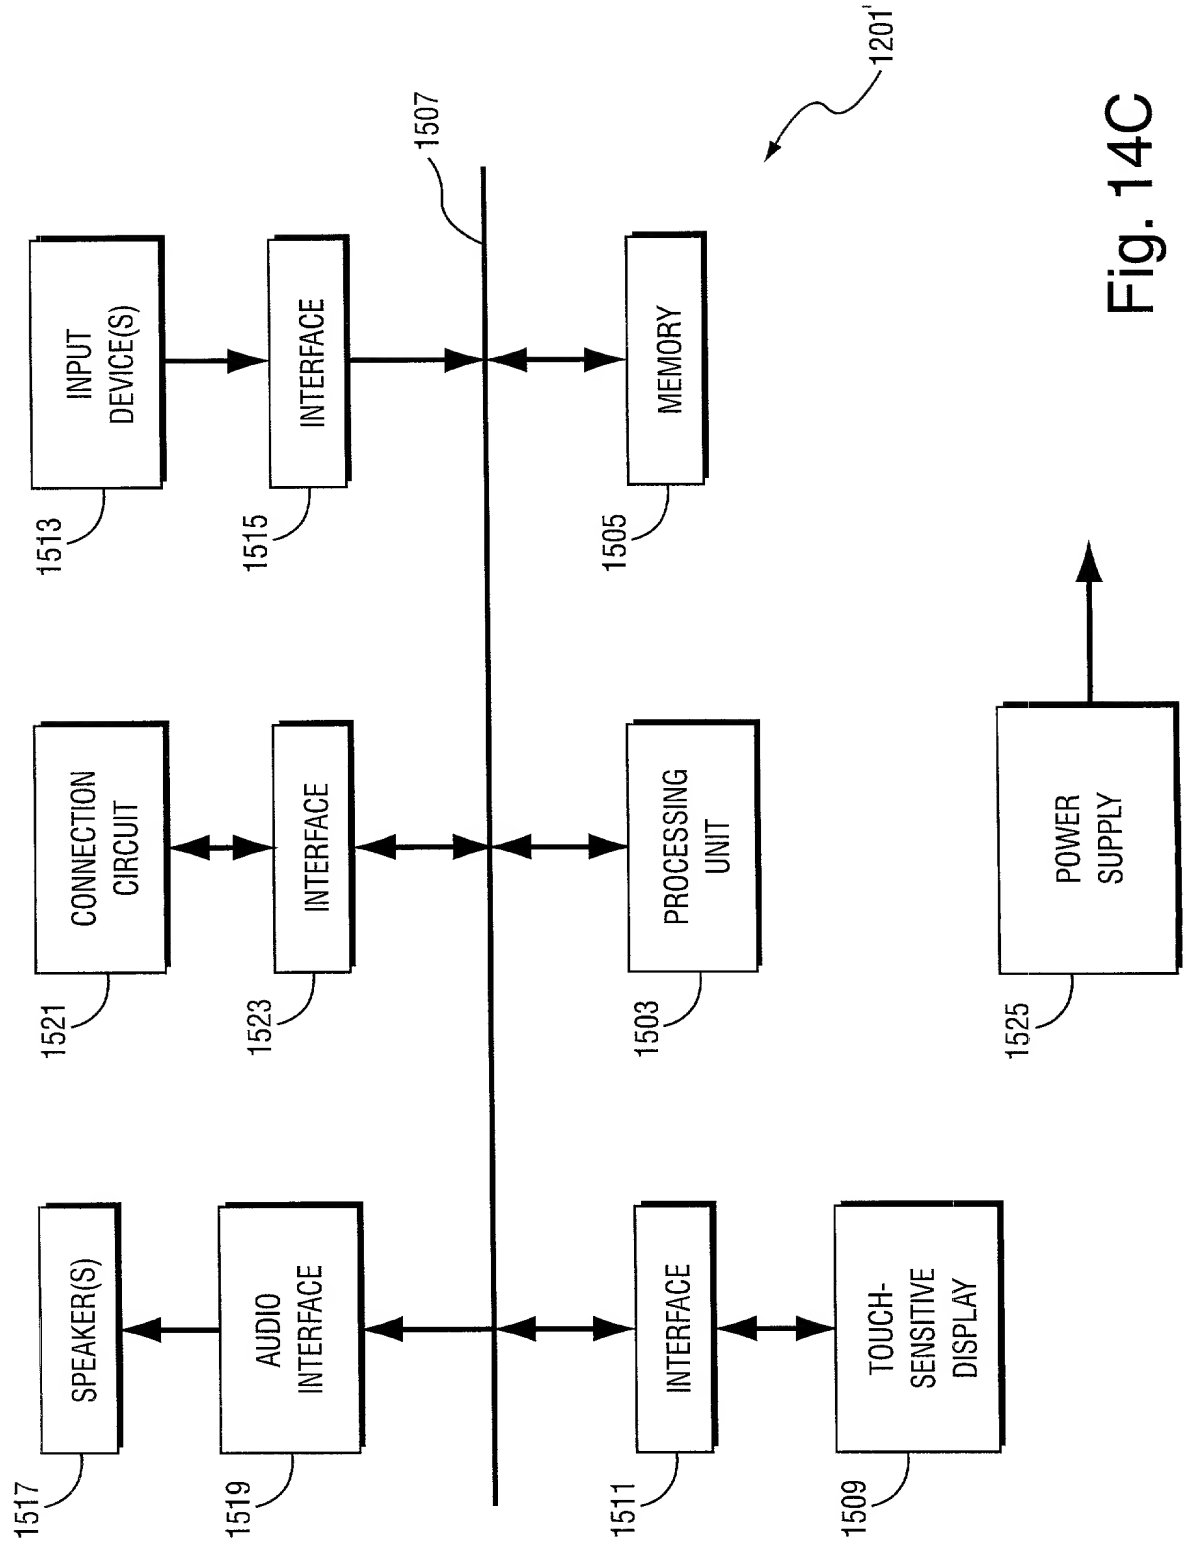 1517
SPEAKER(S)
1521
CONNECTION
CIRCUIT
1513
INPUT
DEVICE(S)
1519
AUDIO
INTERFACE
1523
INTERFACE
1515
INTERFACE
1507
1511
INTERFACE
1503
PROCESSING
UNIT
1505
MEMORY
1201'
1509
TOUCH-
SENSITIVE
DISPLAY
1525
POWER
SUPPLY
Fig. 14C